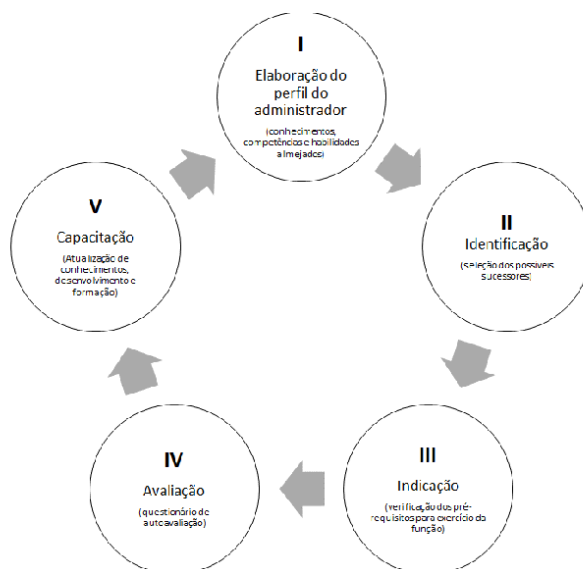 I
Elaboração do
perfil do
administrador
(conhecimentos,
competências e habilidades
almejados)
II
Identificação
(seleção dos possíveis
sucessores)
III
Indicação
(verificação dos pré-
requisitos para exercício da
função)
IV
Avaliação
(questionário de
autoavaliação)
V
Capacitação
(Atualização de
conhecimentos,
desenvolvimento e
formação)